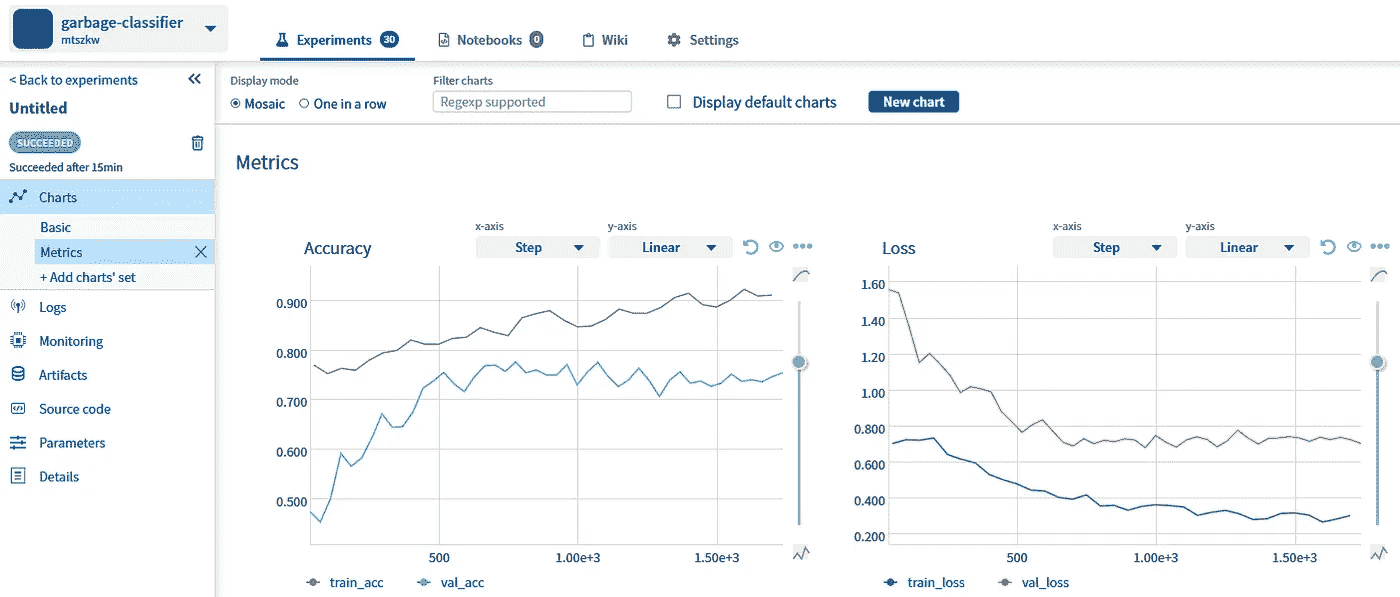 garbage-classifier
mtszkw
Experiments 30
Notebooks 0
Wiki
Settings
< Back to experiments
Untitled
SUCCEEDED
Succeeded after 15min
Charts
Basic
Metrics
+ Add charts' set
Logs
Monitoring
Artifacts
Source code
Parameters
Details
Display mode
Mosaic One in a row
Filter charts
Regexp supported
Display default charts
New chart
Metrics
Accuracy
x-axis
Step
y-axis
Linear
0.900
0.800
0.700
0.600
0.500
500 1.00e+3 1.50e+3
train_acc val_acc
Loss
x-axis
Step
y-axis
Linear
1.60
1.40
1.20
1.00
0.800
0.600
0.400
0.200
500 1.00e+3 1.50e+3
train_loss val_loss